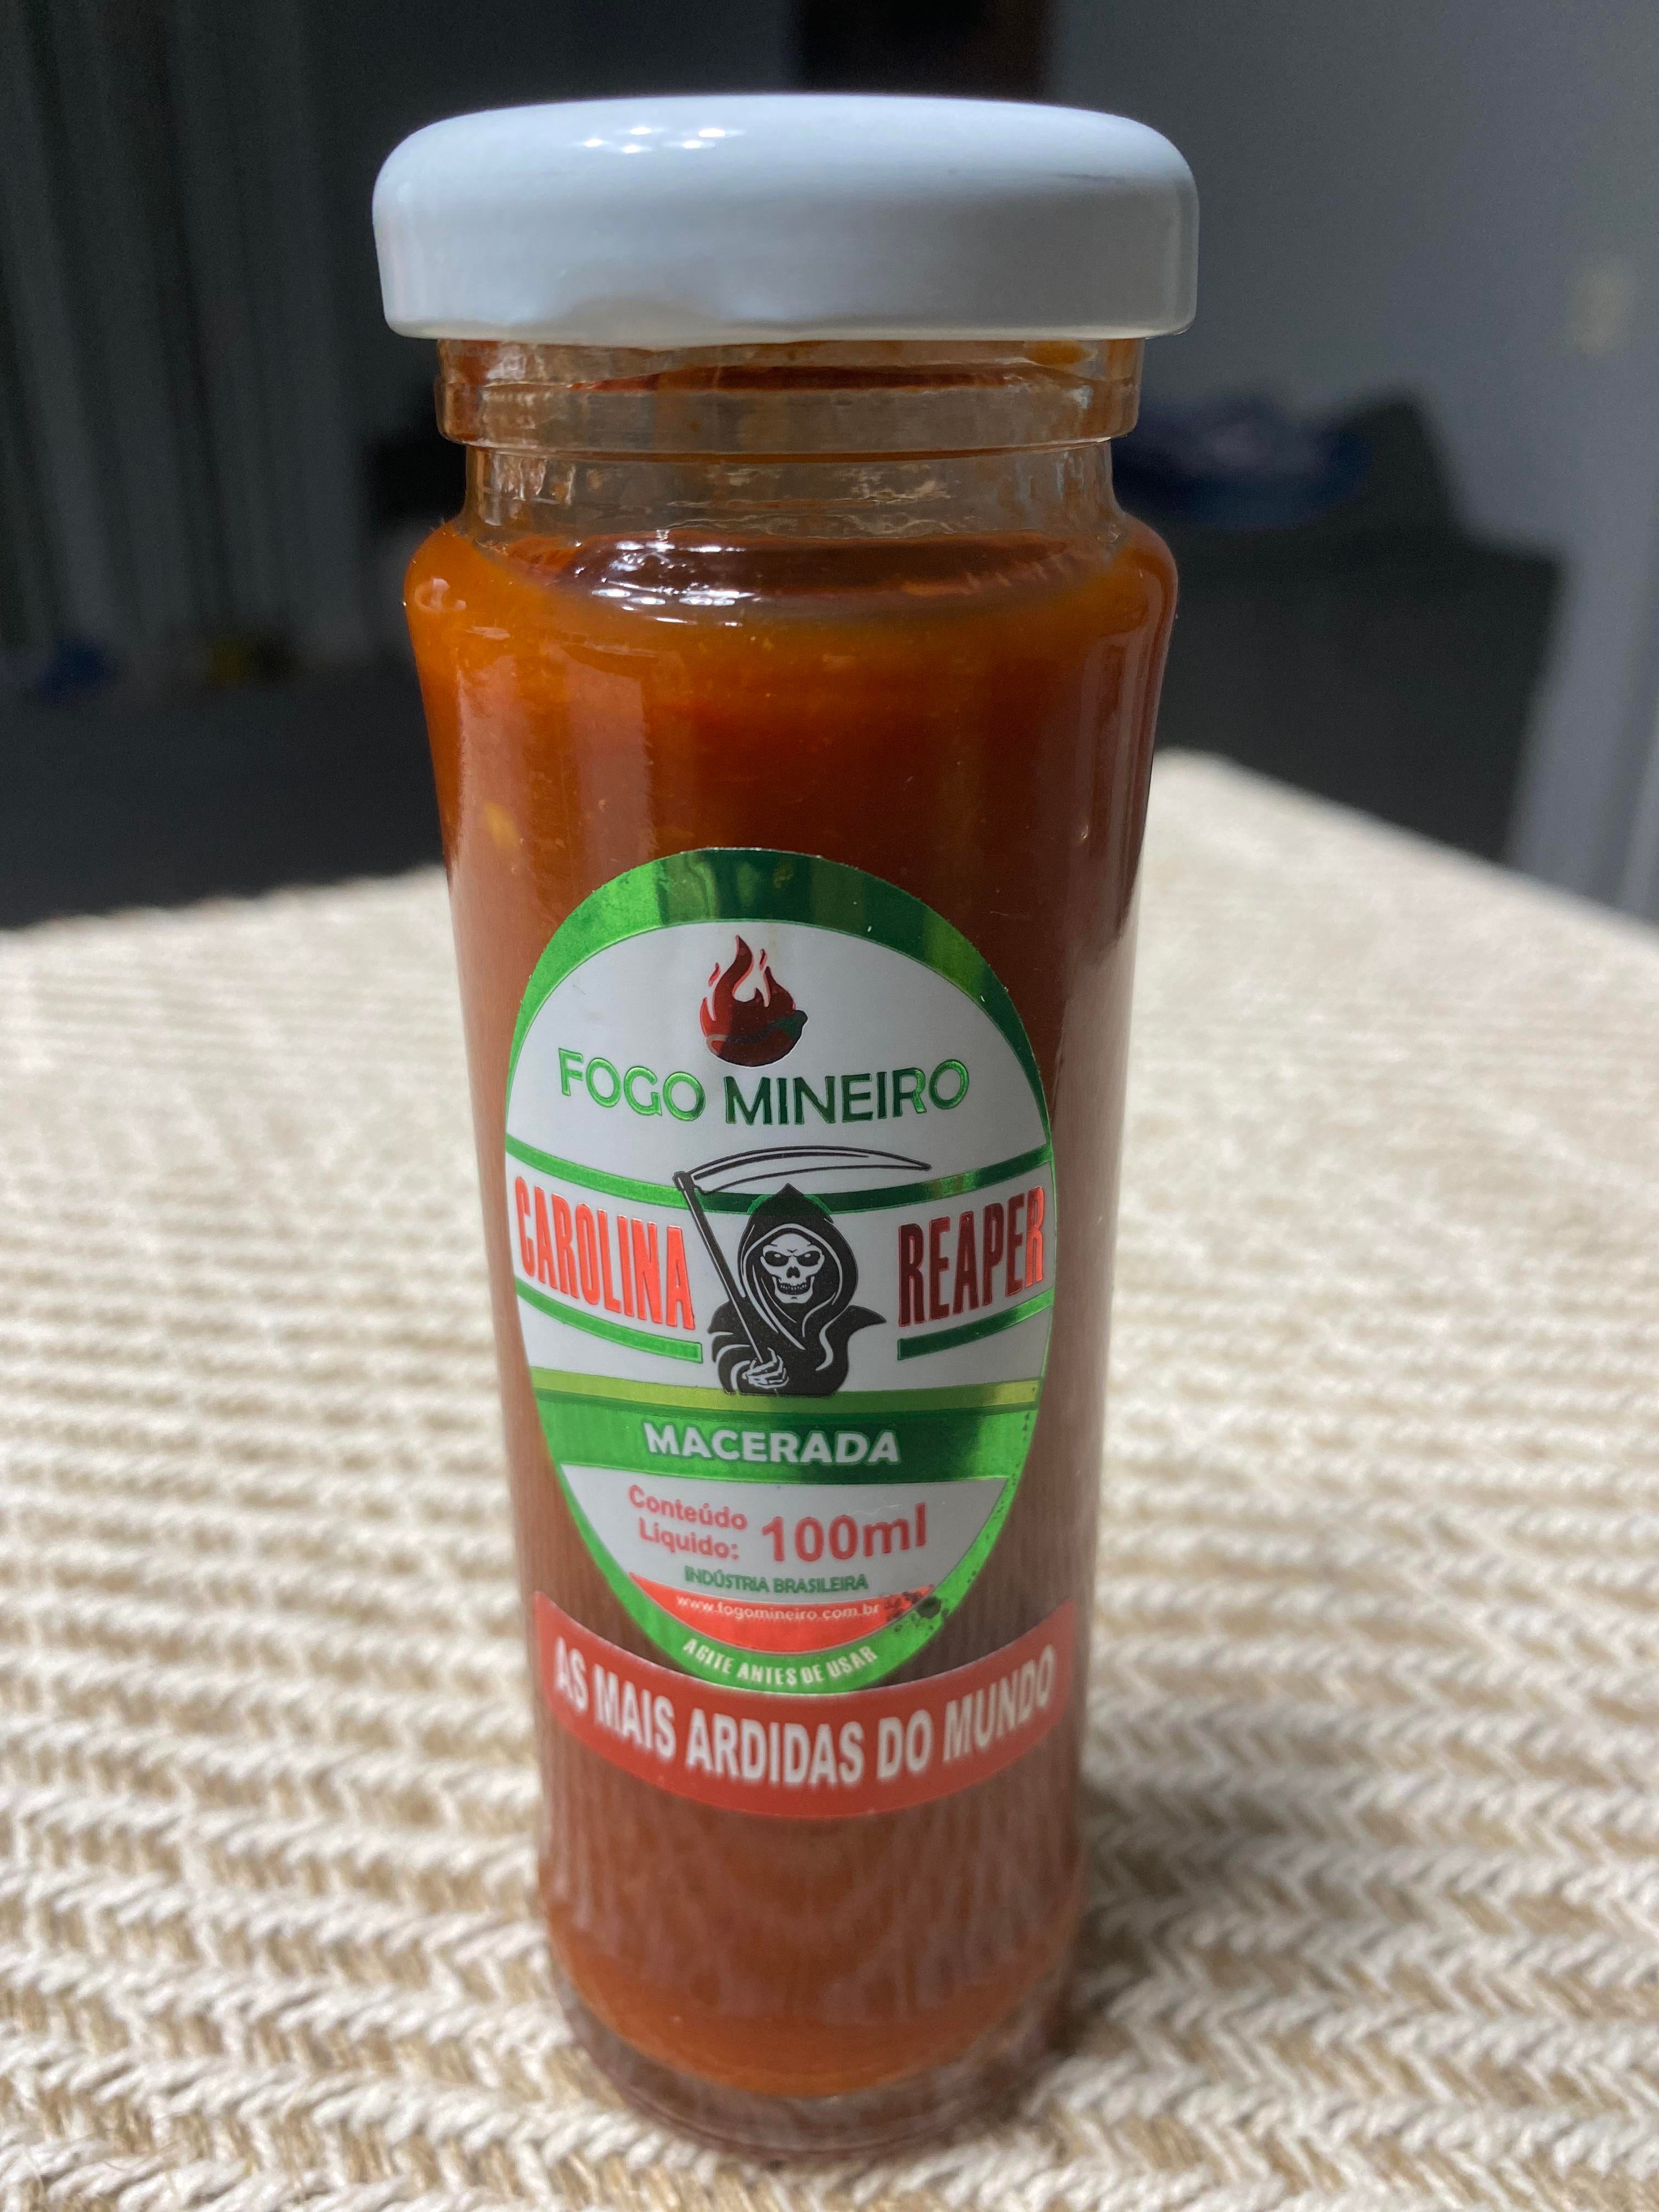 FOGO MINEIRO
CAROLINA REAPER
MACERADA
Conteúdo
Liquido: 100ml
INDÚSTRIA BRASILEIRA
www.fogomineiro.com.br
AGITE ANTES DE USAR
AS MAIS ARDIDAS DO MUNDO